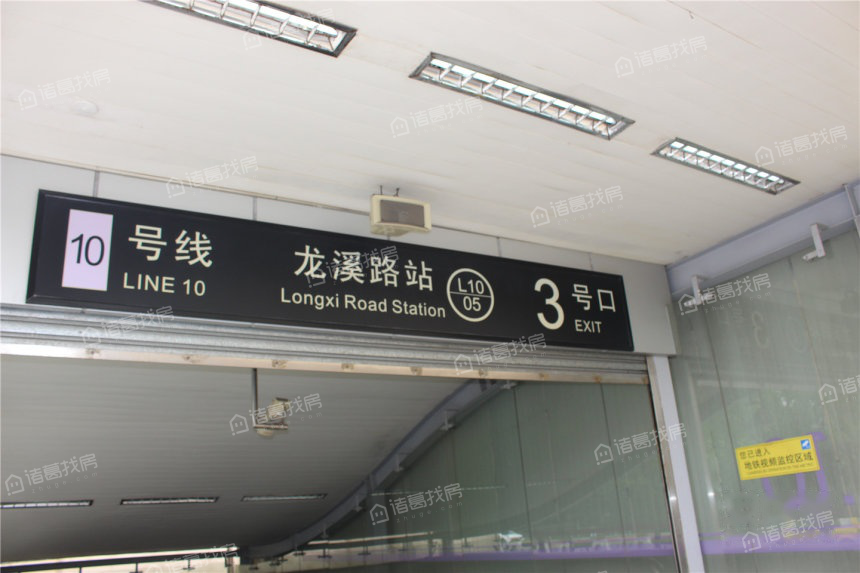 10 号线
LINE 10
龙溪路站
Longxi Road Station
L10
05
3 号口
EXIT
您已进入
地铁视频监控区域
诸葛找房